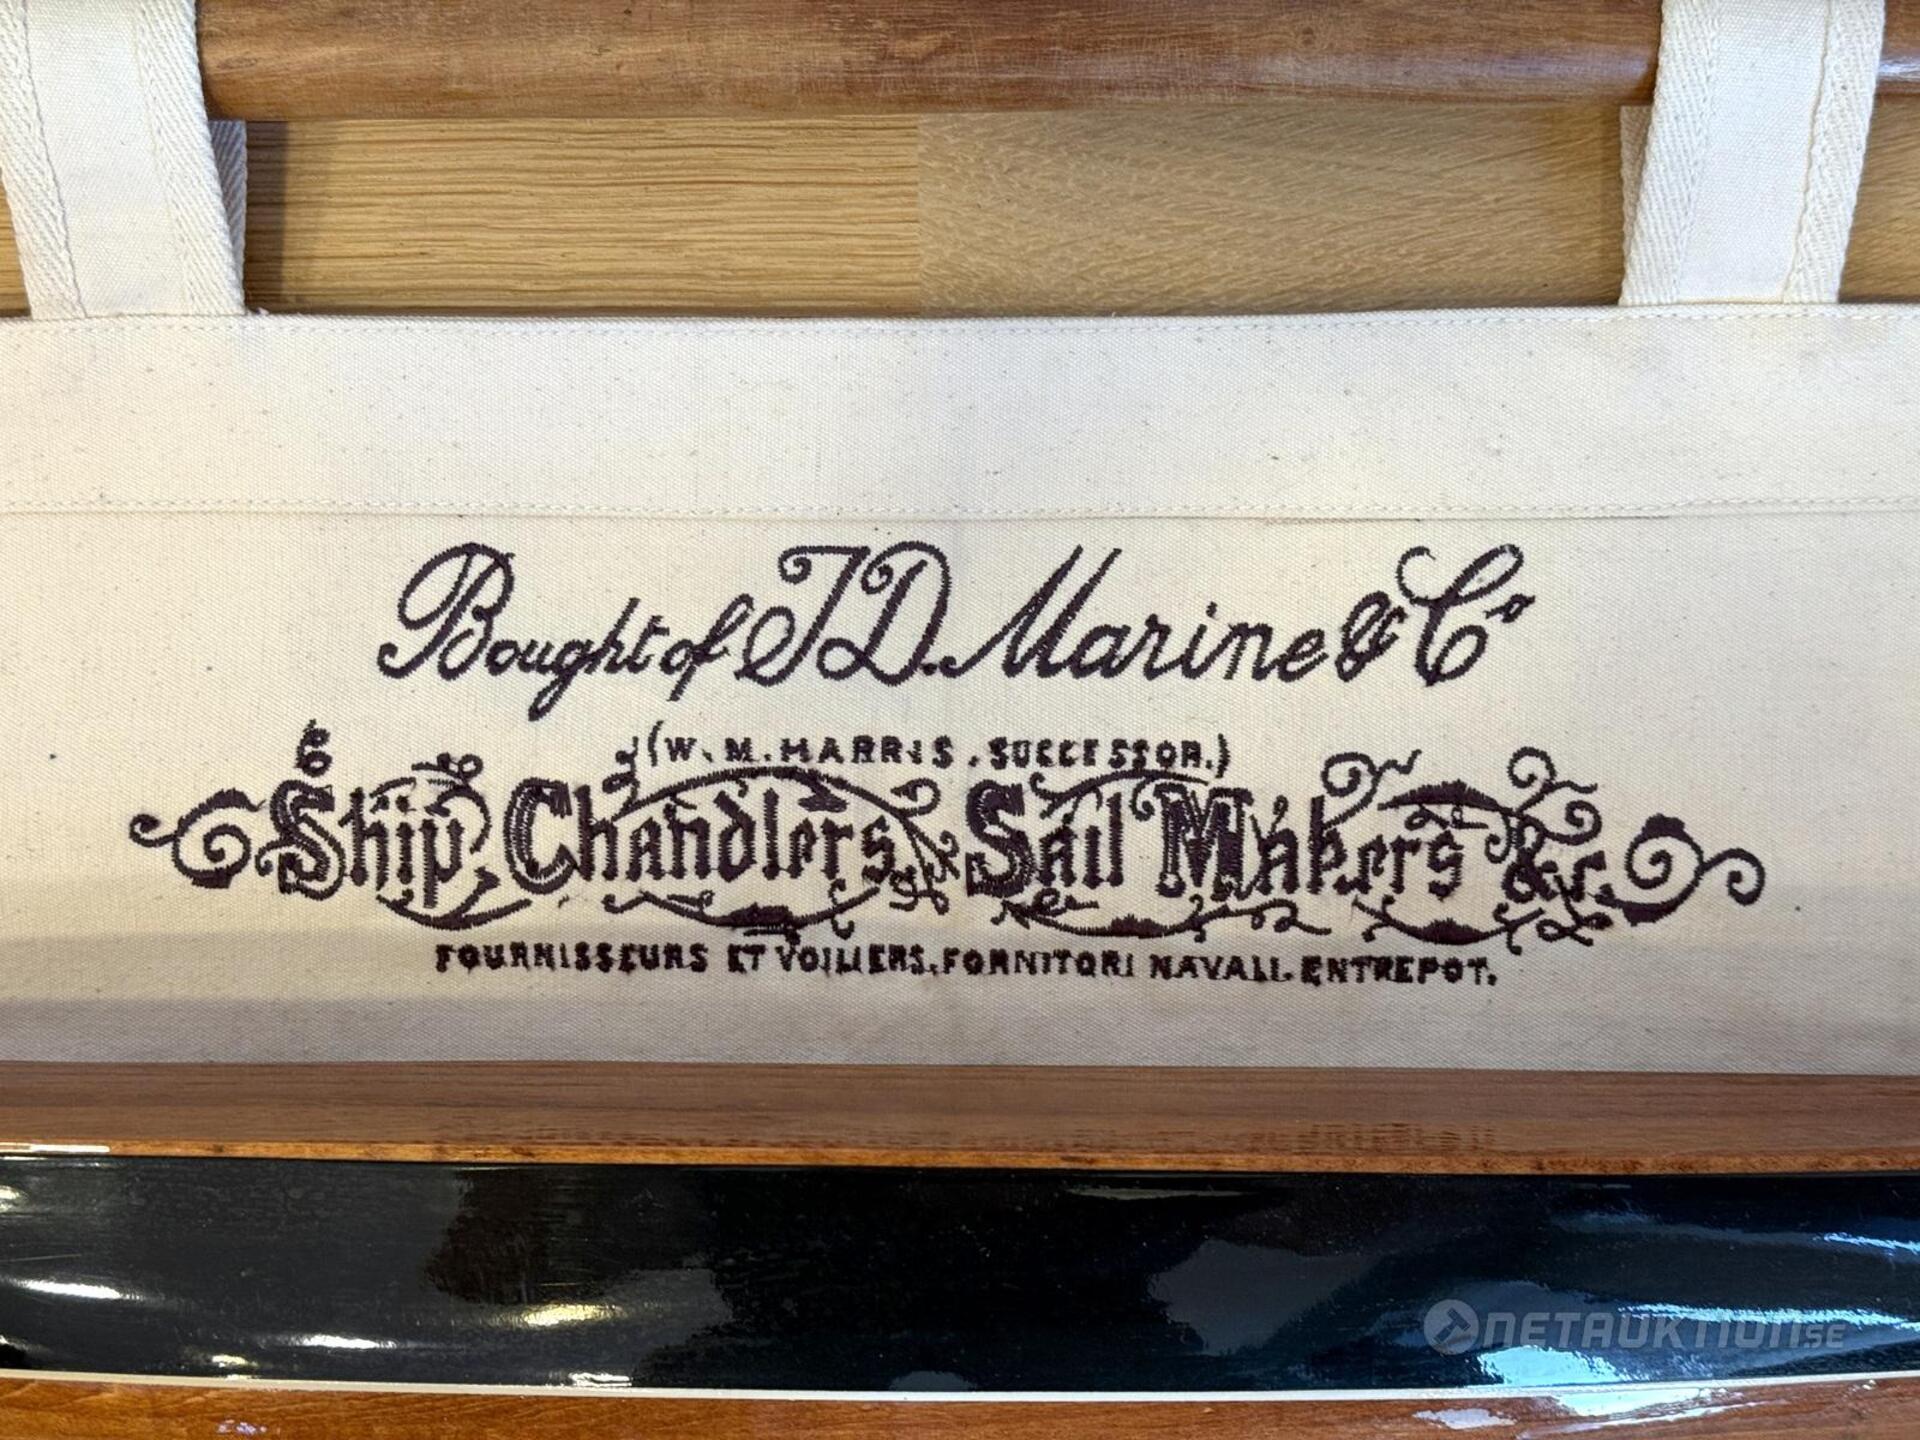 Bought of J D. Marine & Co
(W. M. HARRIS. SUCCESSOR.)
Ship Chandlers, Sail Makers &c.
FOURNISSEURS ET VOILIERS. FORNITORI NAVALI. ENTREPOT.
NETAUKTION.SE